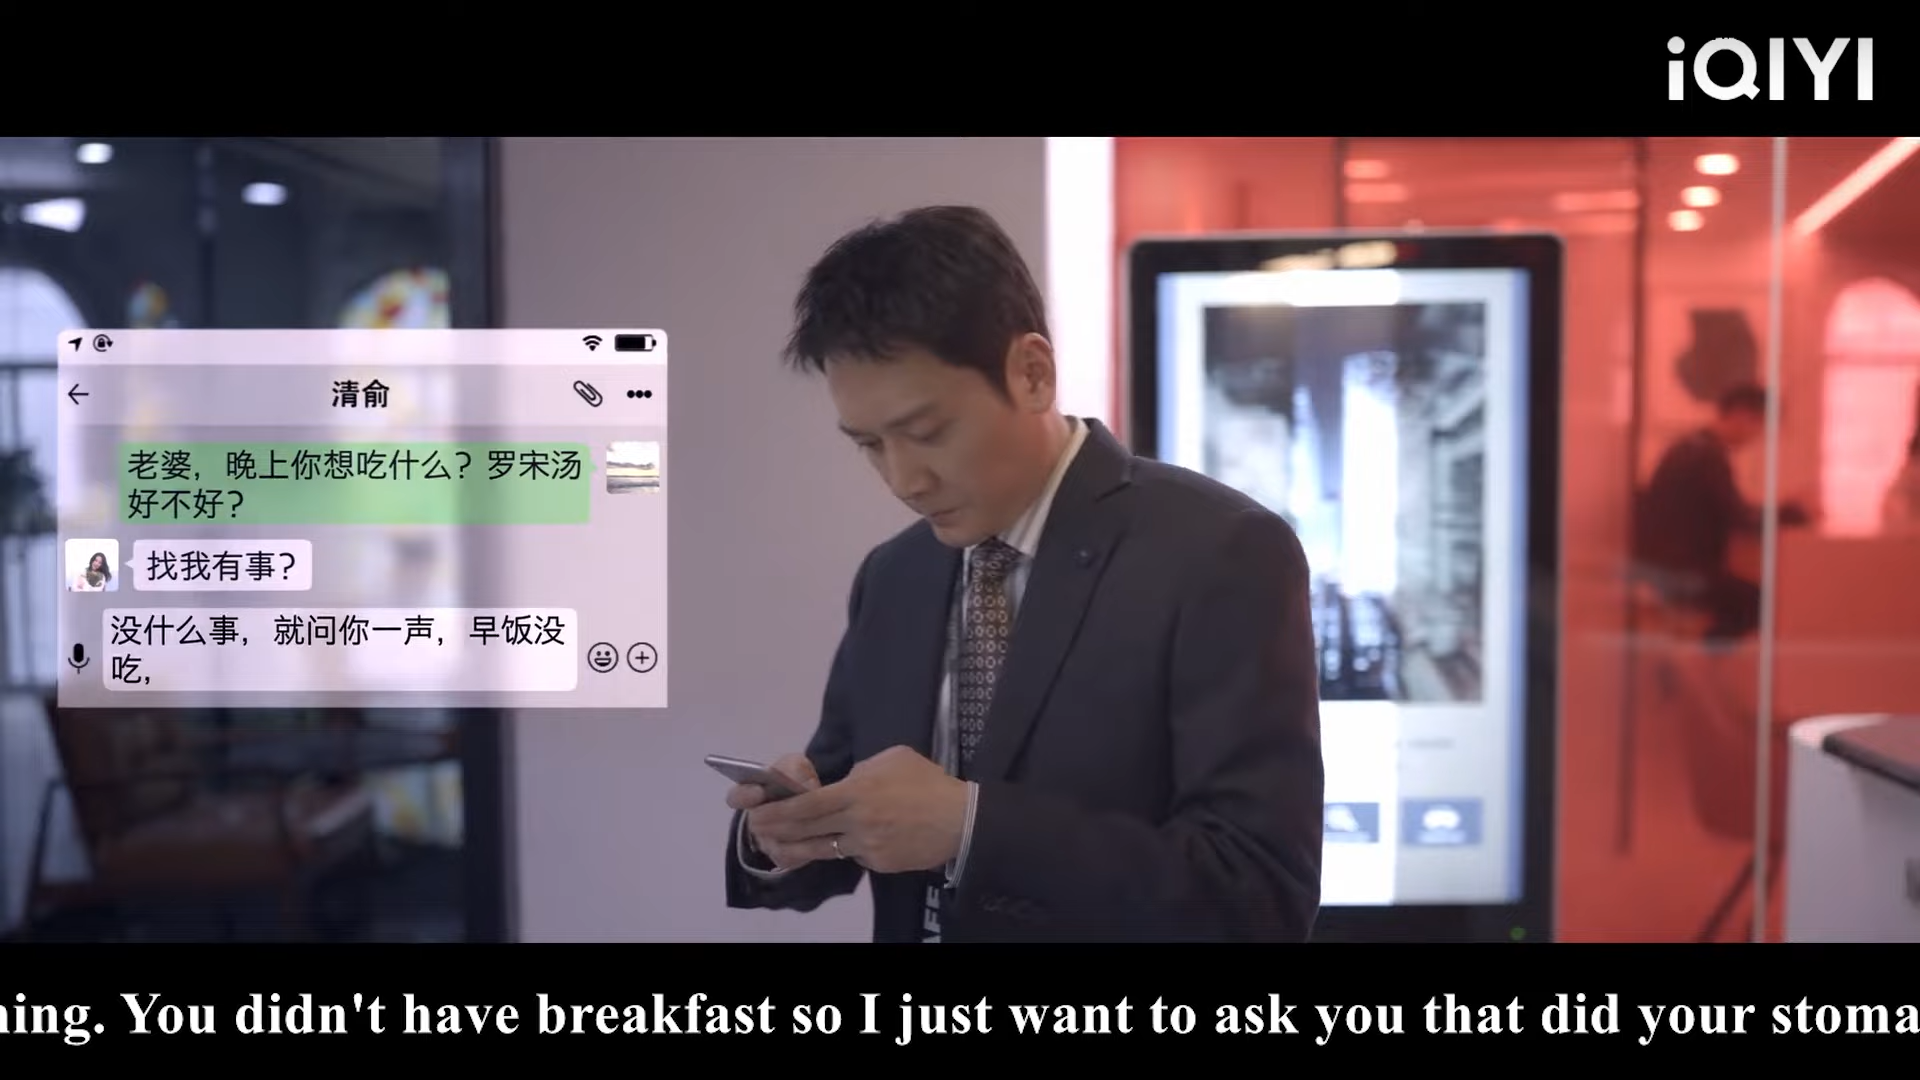 iQIYI
清俞
老婆，晚上你想吃什么？罗宋汤
好不好？
找我有事？
没什么事，就问你一声，早饭没
吃，
ning. You didn't have breakfast so I just want to ask you that did your stoma
AFE